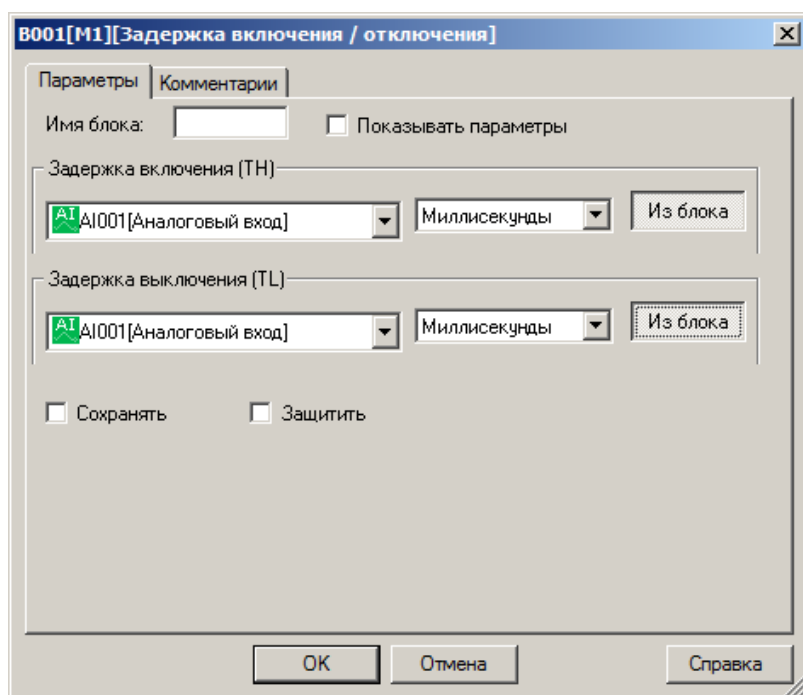 B001[M1][Задержка включения / отключения]
Параметры Комментарии
Имя блока: Показывать параметры
Задержка включения (TH)
AI AI001[Аналоговый вход] Миллисекунды Из блока
Задержка выключения (TL)
AI AI001[Аналоговый вход] Миллисекунды Из блока
Сохранять Защитить
OK Отмена Справка